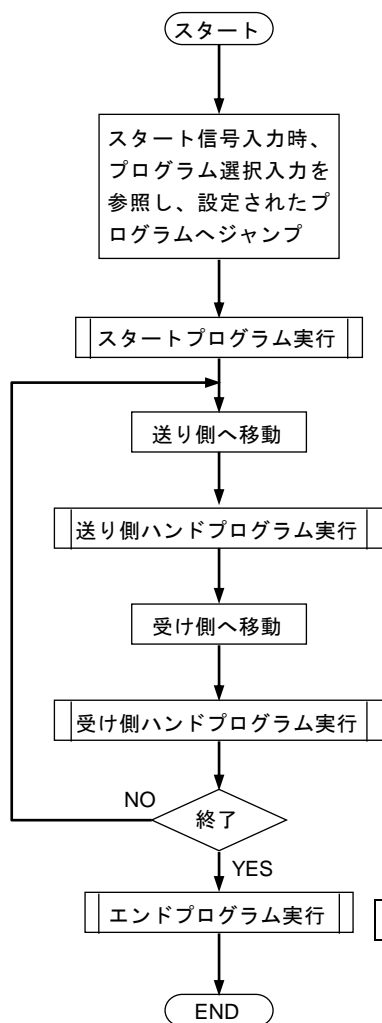 スタート
スタート信号入力時、
プログラム選択入力を
参照し、設定されたプ
ログラムへジャンプ
スタートプログラム実行
送り側へ移動
送り側ハンドプログラム実行
受け側へ移動
受け側ハンドプログラム実行
NO
終了
YES
エンドプログラム実行
END